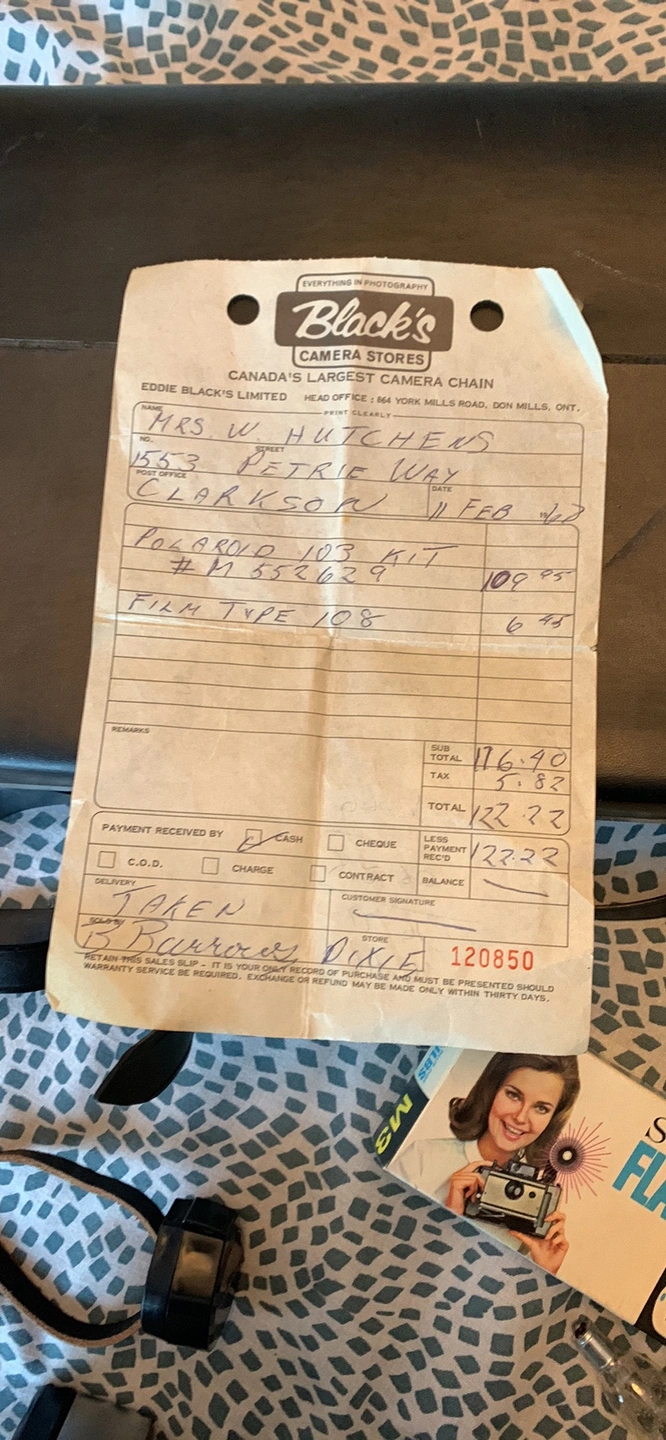 EVERYTHING IN PHOTOGRAPHY
Black's
CAMERA STORES
CANADA'S LARGEST CAMERA CHAIN
EDDIE BLACK'S LIMITED HEAD OFFICE : 864 YORK MILLS ROAD, DON MILLS, ONT.
PRINT CLEARLY
NAME MRS. W. HUTCHENS
NO. STREET
1553 PETRIE WAY
POST OFFICE DATE
CLARKSON 11 FEB 1968
POLAROID 103 KIT
# M 552629 109 95
FILM TYPE 108 6 45
REMARKS
SUB TOTAL 116.40
TAX 5.82
TOTAL 122.22
PAYMENT RECEIVED BY CASH CHEQUE
LESS PAYMENT REC'D 122.22
C.O.D. CHARGE CONTRACT BALANCE
DELIVERY CUSTOMER SIGNATURE
TAKEN
SOLD BY STORE
B Burrows DIXIE 120850
RETAIN THIS SALES SLIP - IT IS YOUR ONLY RECORD OF PURCHASE AND MUST BE PRESENTED SHOULD
WARRANTY SERVICE BE REQUIRED. EXCHANGE OR REFUND MAY BE MADE ONLY WITHIN THIRTY DAYS.
M3